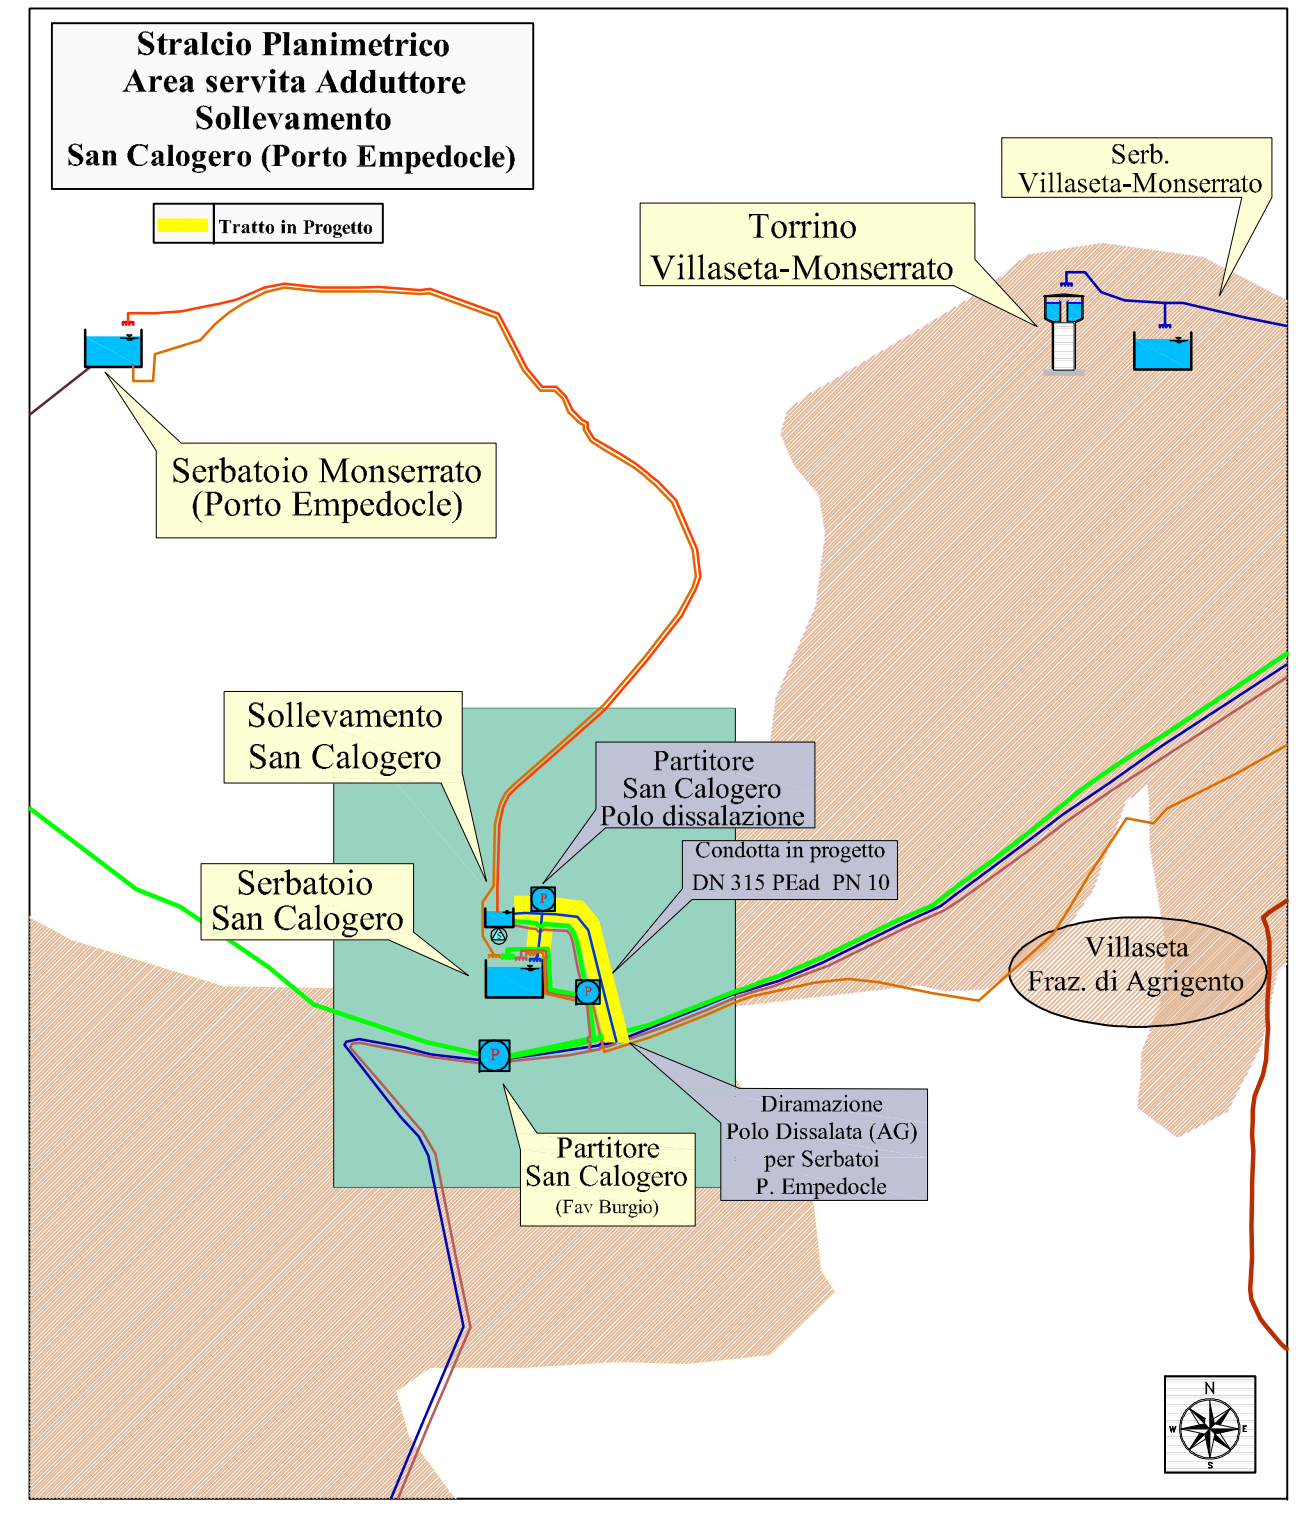 Stralcio Planimetrico
Area servita Adduttore
Sollevamento
San Calogero (Porto Empedocle)
Tratto in Progetto
Serb.
Villaseta-Monserrato
Torrino
Villaseta-Monserrato
Serbatoio Monserrato
(Porto Empedocle)
Sollevamento
San Calogero
Partitore
San Calogero
Polo dissalazione
Condotta in progetto
DN 315 PEad PN 10
Serbatoio
San Calogero
P
S
P
P
Villaseta
Fraz. di Agrigento
Diramazione
Polo Dissalata (AG)
per Serbatoi
P. Empedocle
Partitore
San Calogero
(Fav Burgio)
N
W
E
S